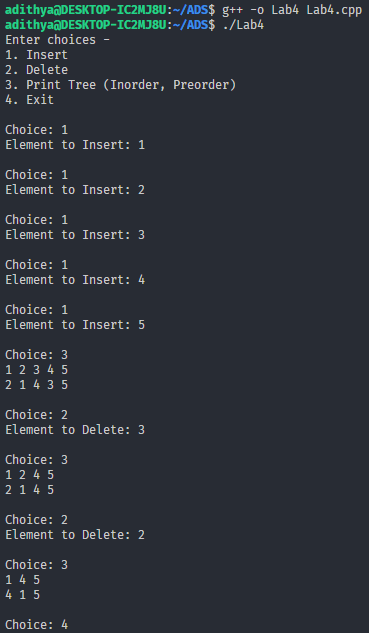 adithya@DESKTOP-IC2MJ8U:~/ADS$ g++ -o Lab4 Lab4.cpp
adithya@DESKTOP-IC2MJ8U:~/ADS$ ./Lab4
Enter choices -
1. Insert
2. Delete
3. Print Tree (Inorder, Preorder)
4. Exit
Choice: 1
Element to Insert: 1
Choice: 1
Element to Insert: 2
Choice: 1
Element to Insert: 3
Choice: 1
Element to Insert: 4
Choice: 1
Element to Insert: 5
Choice: 3
1 2 3 4 5
2 1 4 3 5
Choice: 2
Element to Delete: 3
Choice: 3
1 2 4 5
2 1 4 5
Choice: 2
Element to Delete: 2
Choice: 3
1 4 5
4 1 5
Choice: 4